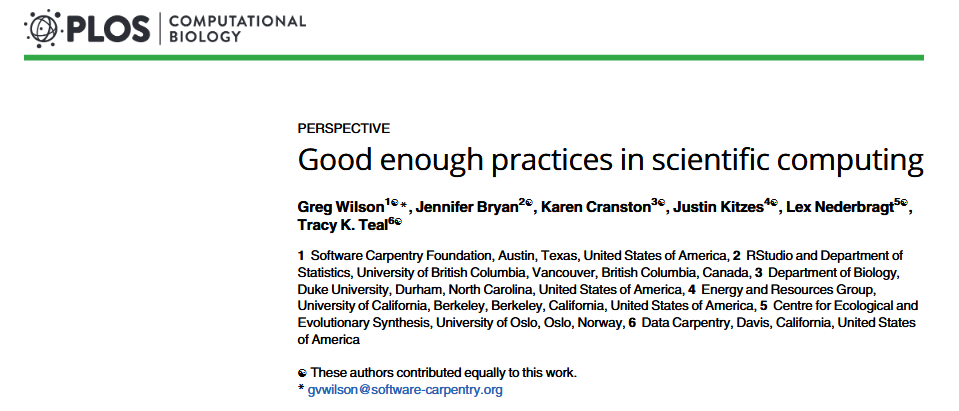 PLOS COMPUTATIONAL
BIOLOGY
PERSPECTIVE
Good enough practices in scientific computing
Greg Wilson1☯*, Jennifer Bryan2☯, Karen Cranston3☯, Justin Kitzes4☯, Lex Nederbragt5☯,
Tracy K. Teal6☯
1 Software Carpentry Foundation, Austin, Texas, United States of America, 2 RStudio and Department of
Statistics, University of British Columbia, Vancouver, British Columbia, Canada, 3 Department of Biology,
Duke University, Durham, North Carolina, United States of America, 4 Energy and Resources Group,
University of California, Berkeley, Berkeley, California, United States of America, 5 Centre for Ecological and
Evolutionary Synthesis, University of Oslo, Oslo, Norway, 6 Data Carpentry, Davis, California, United States
of America
☯ These authors contributed equally to this work.
* gvwilson@software-carpentry.org